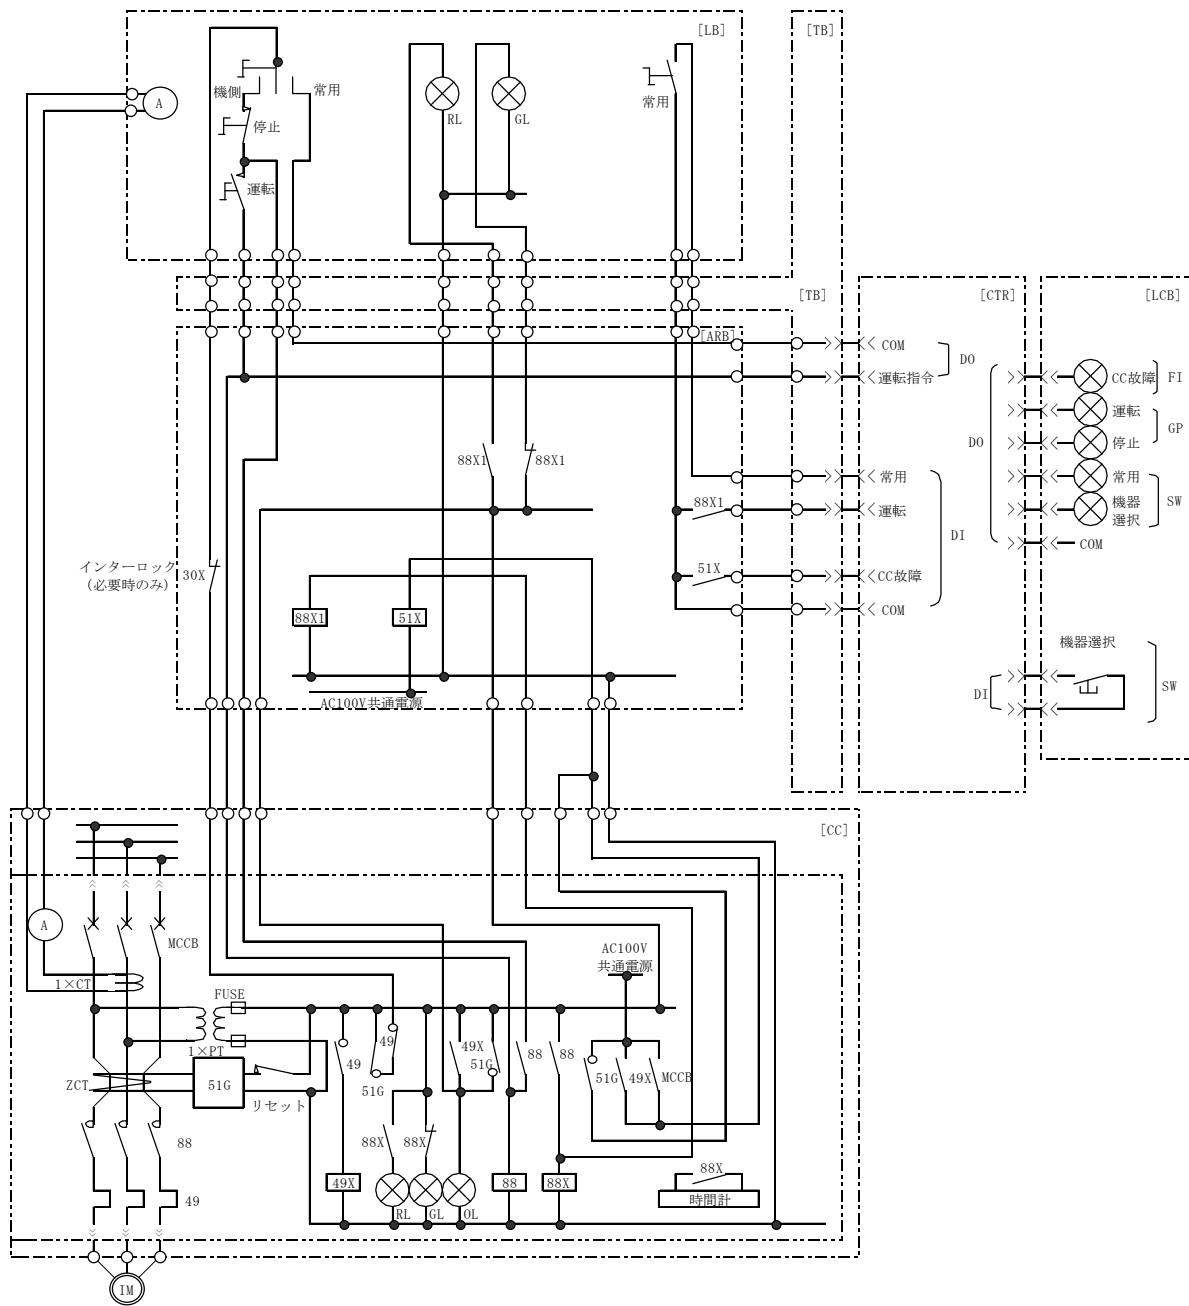 [LB]
[TB]
機側
常用
A
停止
運転
RL
GL
常用
[TB]
[CTR]
[LCB]
[ARB]
COM
DO
運転指令
CC故障
FI
運転
GP
DO
停止
88X1
88X1
常用
常用
SW
88X1
運転
機器
選択
DI
COM
インターロック
(必要時のみ)
30X
51X
CC故障
88X1
51X
COM
機器選択
DI
SW
AC100V共通電源
[CC]
A
MCCB
AC100V
共通電源
1×CT
FUSE
1×PT
49
49
51G
49X
51G
88
88
51G
49X
MCCB
ZCT
51G
リセット
88
88X
88X
88X
49X
88
88X
時間計
49
RL
GL
OL
IM